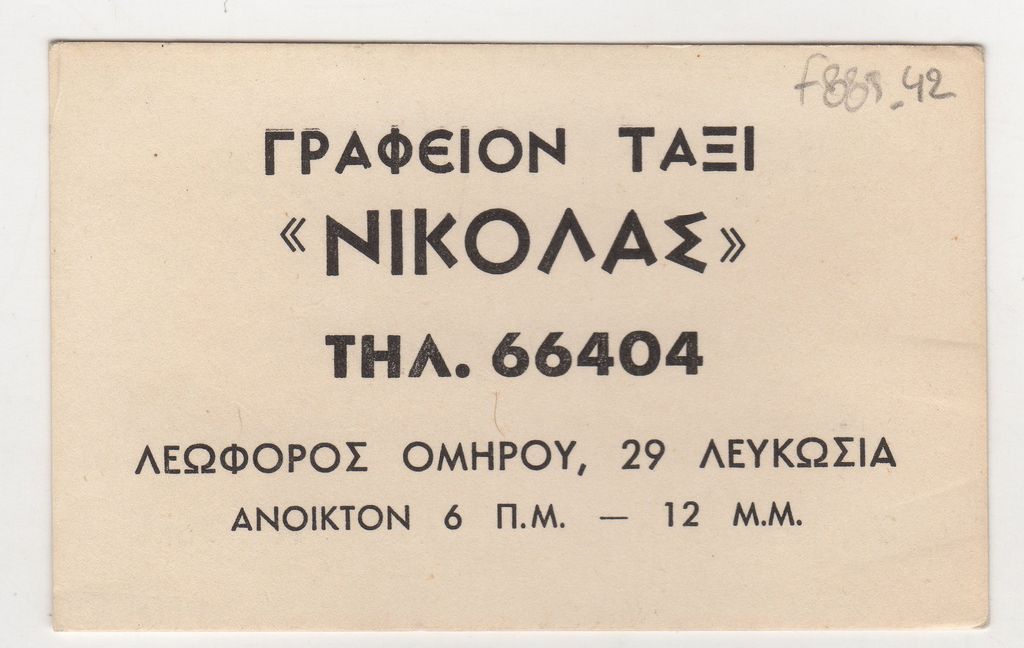 ΓΡΑΦΕΙΟΝ ΤΑΞΙ
«ΝΙΚΟΛΑΣ»
ΤΗΛ. 66404
ΛΕΩΦΟΡΟΣ ΟΜΗΡΟΥ, 29 ΛΕΥΚΩΣΙΑ
ΑΝΟΙΚΤΟΝ 6 Π.Μ. — 12 Μ.Μ.